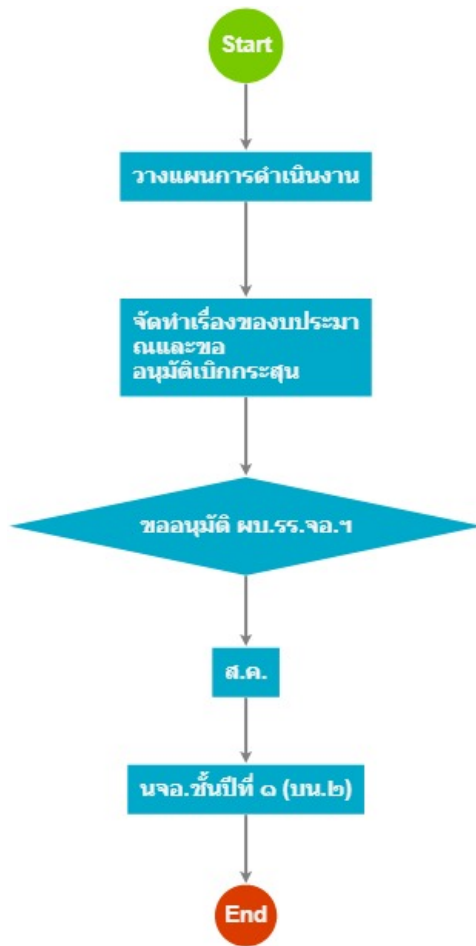 Start
วางแผนการดำเนินงาน
จัดทำเรื่องของบประมา
ณและขอ
อนุมัติเบิกกระสุน
ขออนุมัติ ผบ.รร.จอ.ฯ
ส.ค.
นจอ.ชั้นปีที่ ๑ (บน.๒)
End